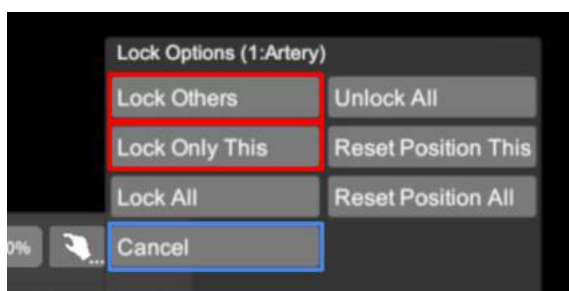 Lock Options (1:Artery)
Lock Others
Unlock All
Lock Only This
Reset Position This
Lock All
Reset Position All
0%
...
Cancel